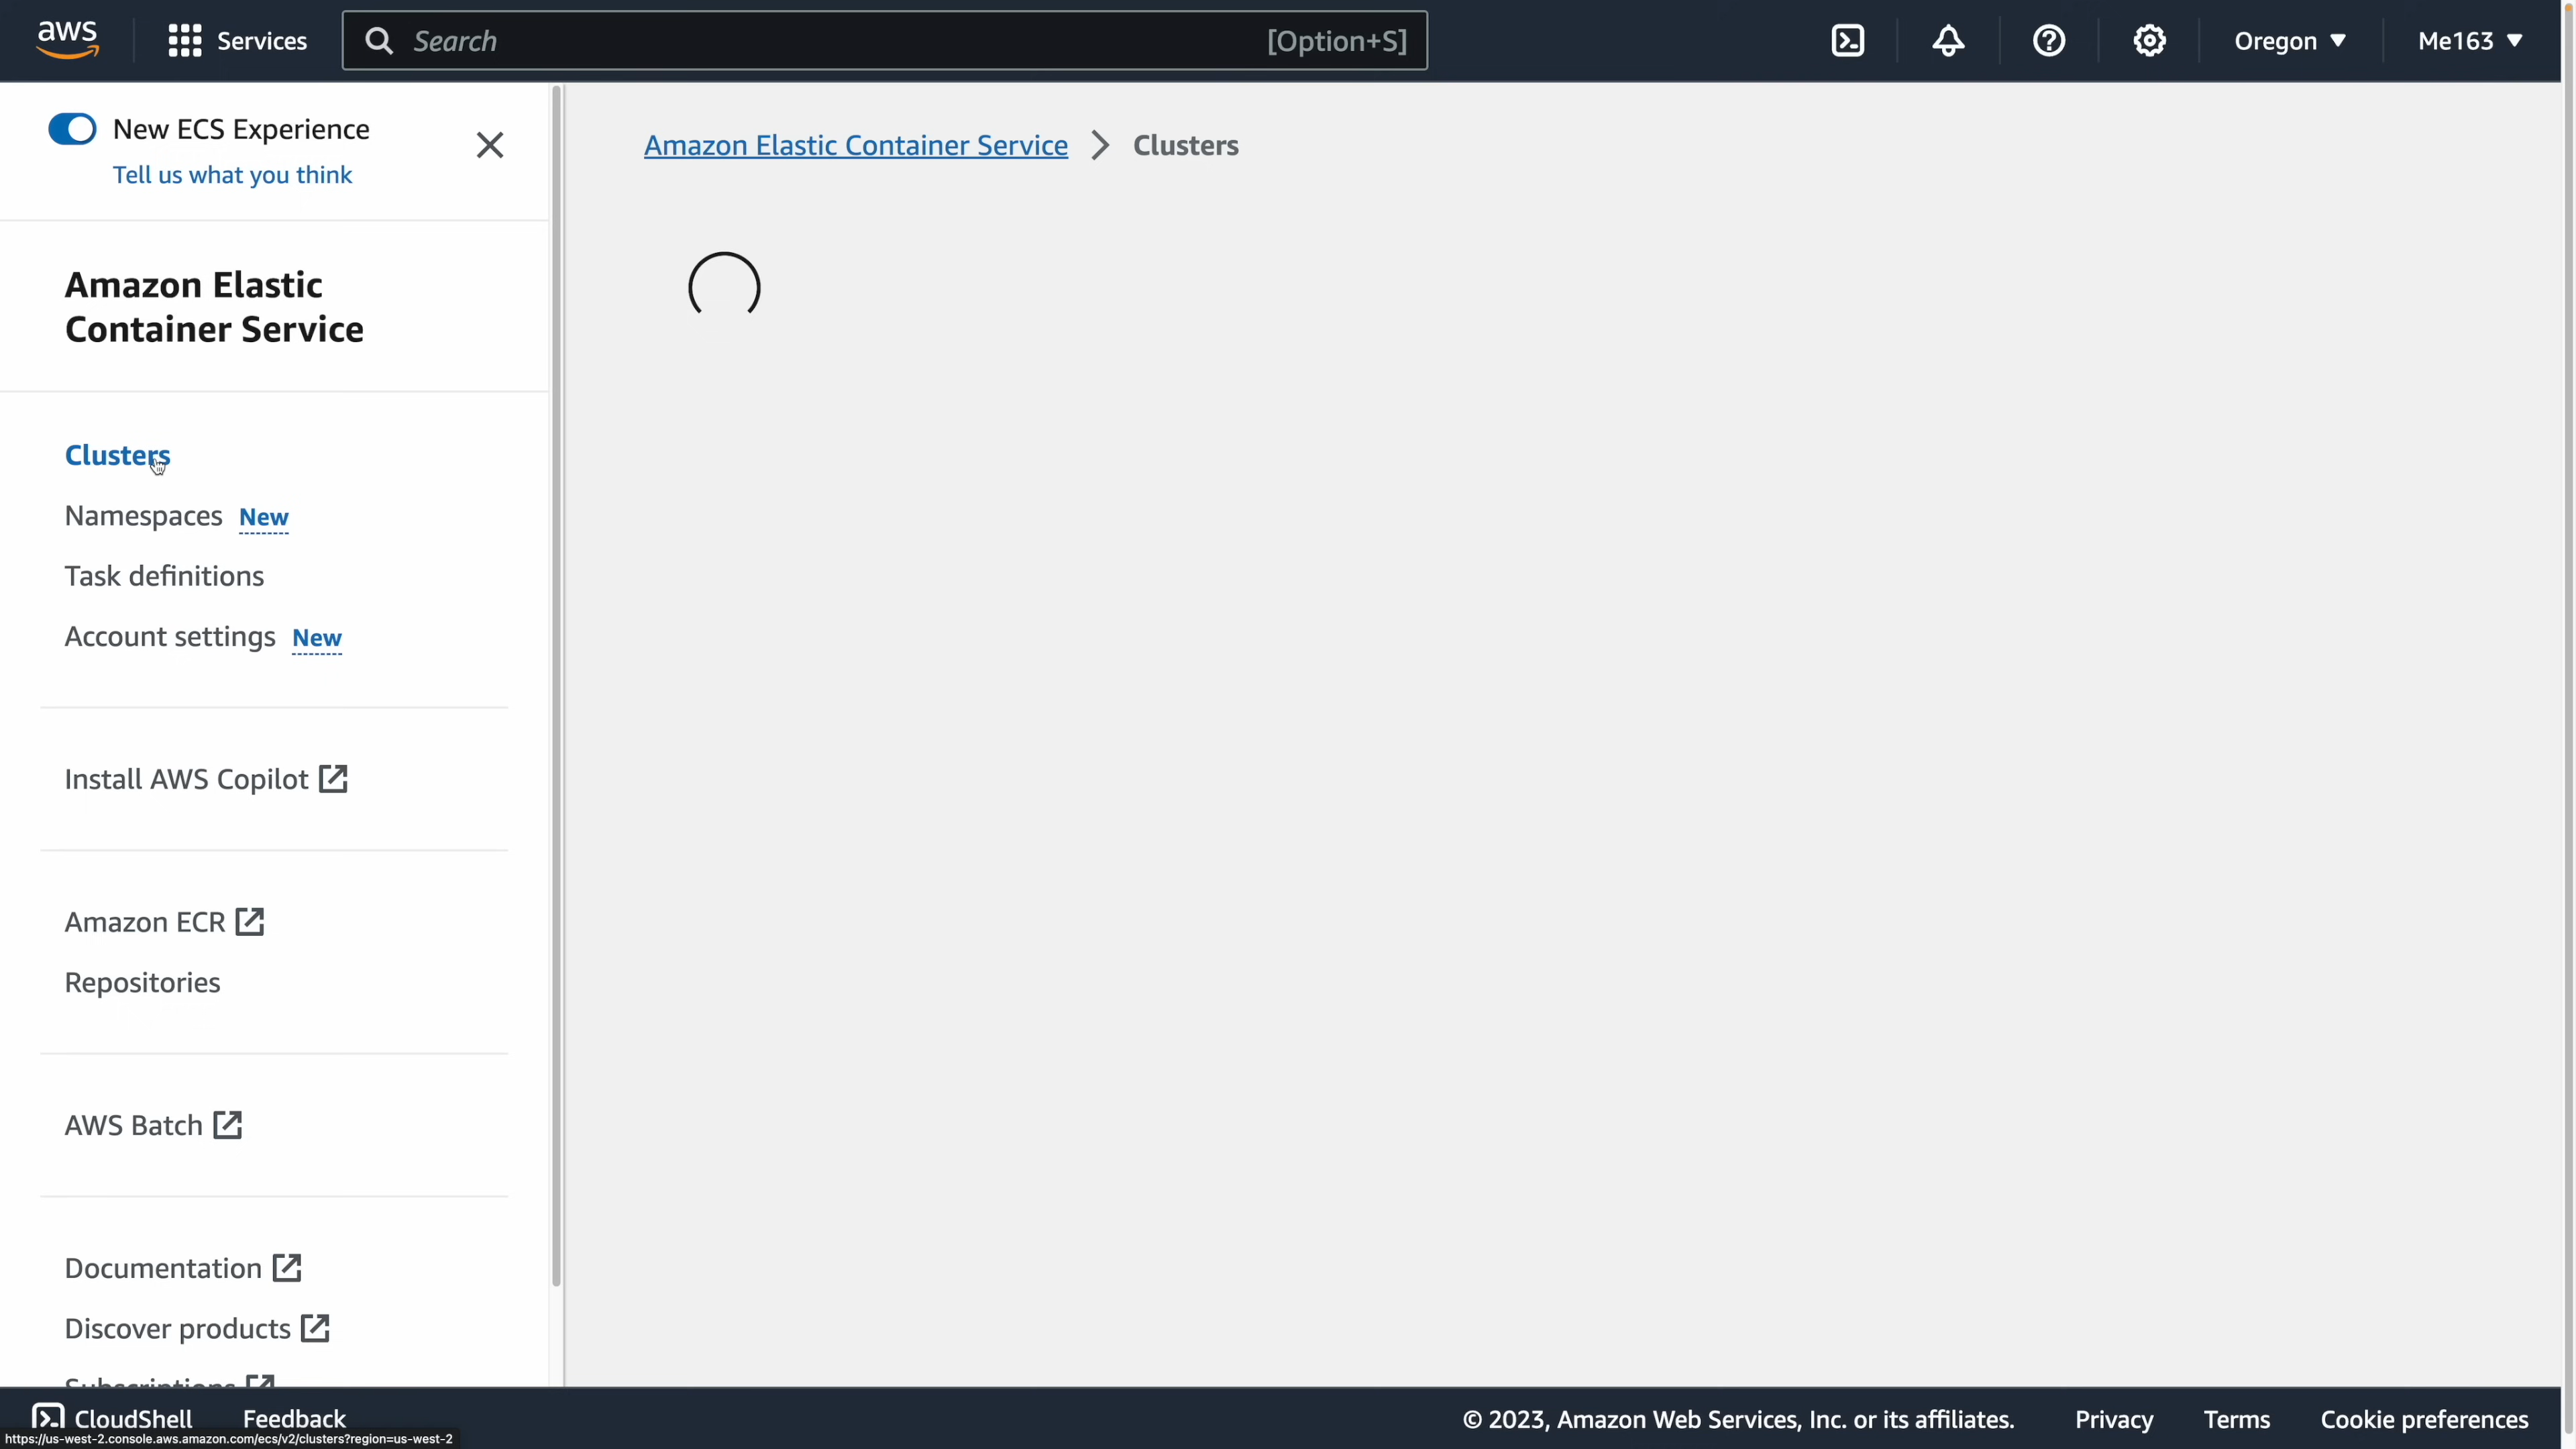 aws
Services
Search
[Option+S]
Oregon
Me163
New ECS Experience
Tell us what you think
Amazon Elastic Container Service
Clusters
Amazon Elastic
Container Service
Clusters
Namespaces New
Task definitions
Account settings New
Install AWS Copilot
Amazon ECR
Repositories
AWS Batch
Documentation
Discover products
Subscriptions
CloudShell
Feedback
© 2023, Amazon Web Services, Inc. or its affiliates.
Privacy
Terms
Cookie preferences
https://us-west-2.console.aws.amazon.com/ecs/v2/clusters?region=us-west-2